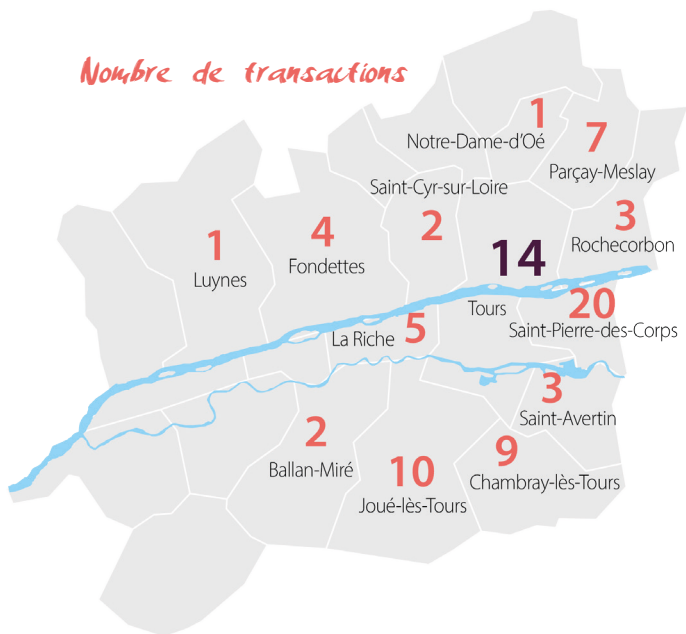 Nombre de transactions
1
Notre-Dame-d'Oé
7
Parçay-Meslay
Saint-Cyr-sur-Loire
2
3
Rochecorbon
1
Luynes
4
Fondettes
14
Tours
20
Saint-Pierre-des-Corps
La Riche 5
3
Saint-Avertin
2
Ballan-Miré
10
Joué-lès-Tours
9
Chambray-lès-Tours